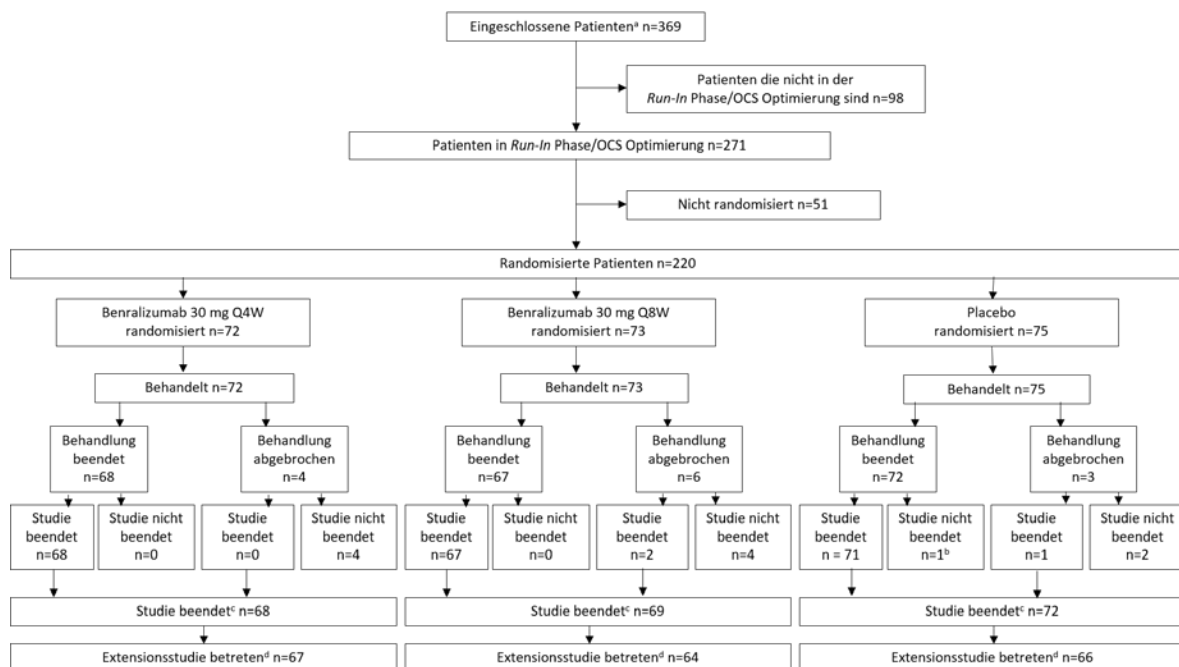 Eingeschlossene Patientenᵃ n=369
Patienten die nicht in der
Run-In Phase/OCS Optimierung sind n=98
Patienten in Run-In Phase/OCS Optimierung n=271
Nicht randomisiert n=51
Randomisierte Patienten n=220
Benralizumab 30 mg Q4W
randomisiert n=72
Benralizumab 30 mg Q8W
randomisiert n=73
Placebo
randomisiert n=75
Behandelt n=72
Behandelt n=73
Behandelt n=75
Behandlung
beendet
n=68
Behandlung
abgebrochen
n=4
Behandlung
beendet
n=67
Behandlung
abgebrochen
n=6
Behandlung
beendet
n=72
Behandlung
abgebrochen
n=3
Studie
beendet
n=68
Studie nicht
beendet
n=0
Studie
beendet
n=0
Studie nicht
beendet
n=4
Studie
beendet
n=67
Studie nicht
beendet
n=0
Studie
beendet
n=2
Studie nicht
beendet
n=4
Studie
beendet
n = 71
Studie nicht
beendet
n=1ᵇ
Studie
beendet
n=1
Studie nicht
beendet
n=2
Studie beendetᶜ n=68
Studie beendetᶜ n=69
Studie beendetᶜ n=72
Extensionsstudie betretenᵈ n=67
Extensionsstudie betretenᵈ n=64
Extensionsstudie betretenᵈ n=66